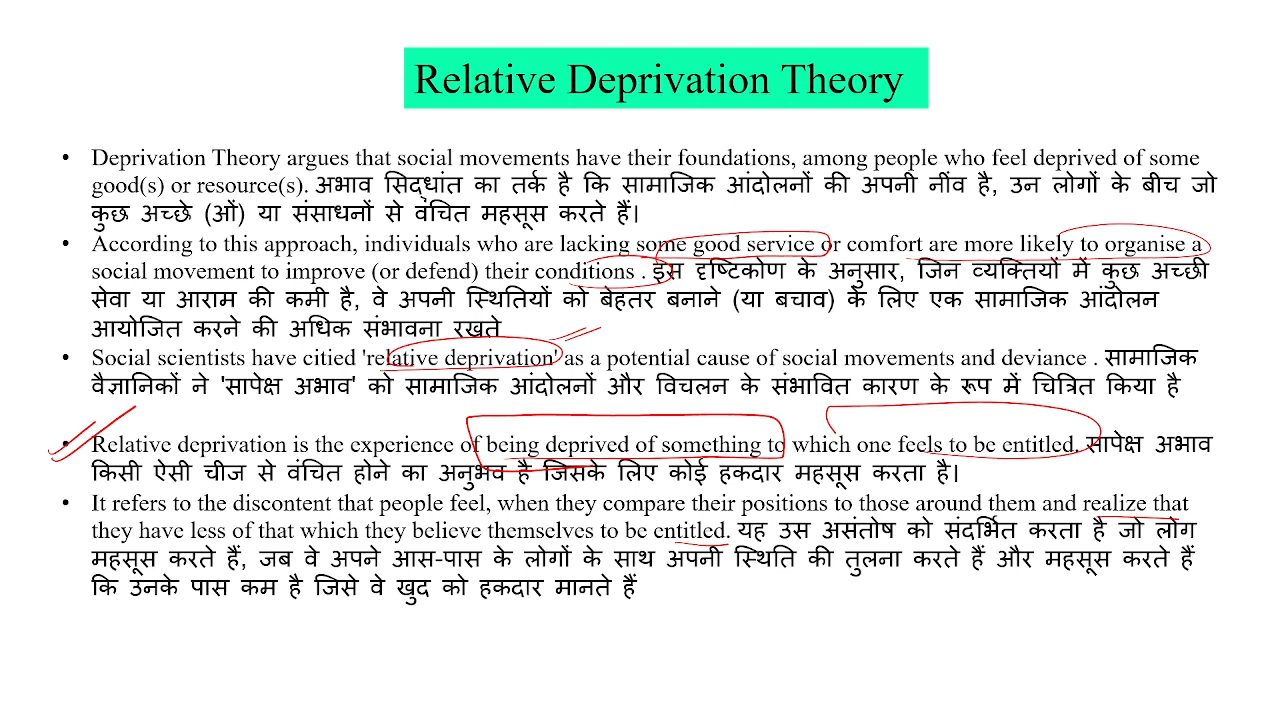 Relative Deprivation Theory
• Deprivation Theory argues that social movements have their foundations, among people who feel deprived of some
good(s) or resource(s). अभाव सिद्धांत का तर्क है कि सामाजिक आंदोलनों की अपनी नींव है, उन लोगों के बीच जो
कुछ अच्छे (ओं) या संसाधनों से वंचित महसूस करते हैं।
• According to this approach, individuals who are lacking some good service or comfort are more likely to organise a
social movement to improve (or defend) their conditions . इस दृष्टिकोण के अनुसार, जिन व्यक्तियों में कुछ अच्छी
सेवा या आराम की कमी है, वे अपनी स्थितियों को बेहतर बनाने (या बचाव) के लिए एक सामाजिक आंदोलन
आयोजित करने की अधिक संभावना रखते
• Social scientists have citied 'relative deprivation' as a potential cause of social movements and deviance . सामाजिक
वैज्ञानिकों ने 'सापेक्ष अभाव' को सामाजिक आंदोलनों और विचलन के संभावित कारण के रूप में चित्रित किया है
• Relative deprivation is the experience of being deprived of something to which one feels to be entitled. सापेक्ष अभाव
किसी ऐसी चीज से वंचित होने का अनुभव है जिसके लिए कोई हकदार महसूस करता है।
• It refers to the discontent that people feel, when they compare their positions to those around them and realize that
they have less of that which they believe themselves to be entitled. यह उस असंतोष को संदर्भित करता है जो लोग
महसूस करते हैं, जब वे अपने आस-पास के लोगों के साथ अपनी स्थिति की तुलना करते हैं और महसूस करते हैं
कि उनके पास कम है जिसे वे खुद को हकदार मानते हैं